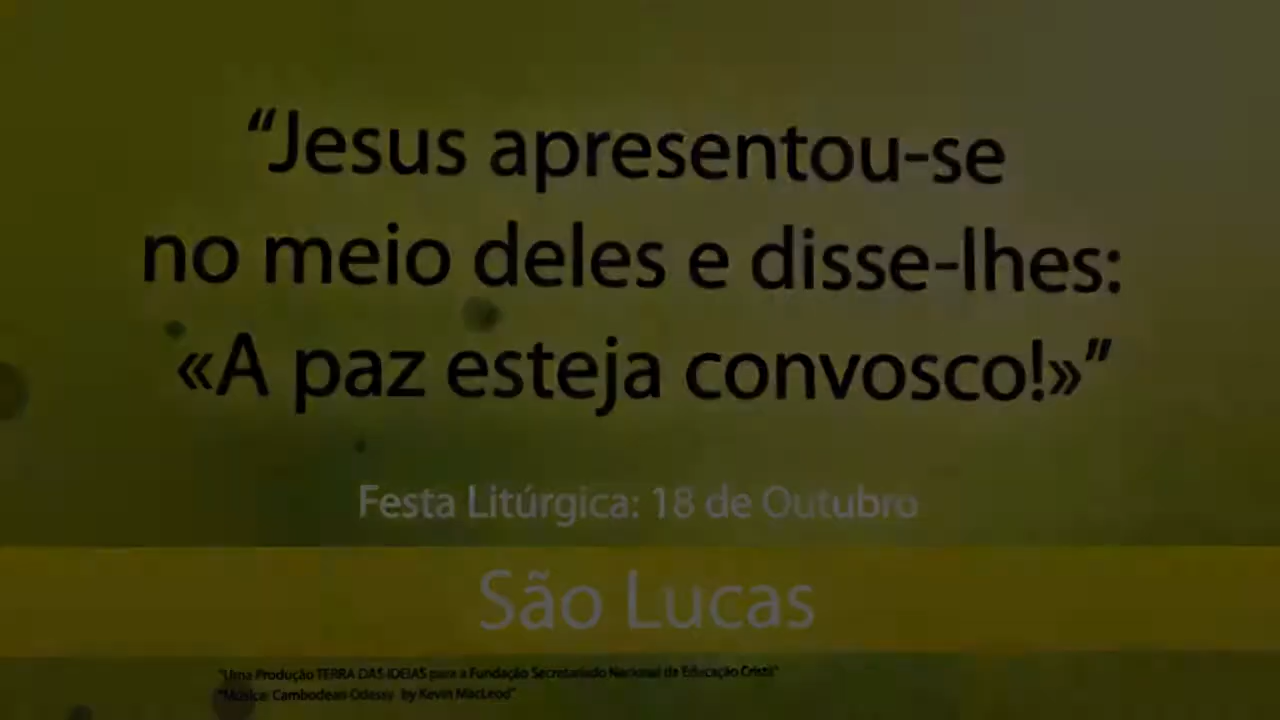 “Jesus apresentou-se
no meio deles e disse-lhes:
«A paz esteja convosco!»”
Festa Litúrgica: 18 de Outubro
São Lucas
"Uma Produção TERRA DAS IDEIAS para a Fundação Secretariado Nacional da Educação Cristã"
"Música: Cambodean Odessy by Kevin MacLeod"